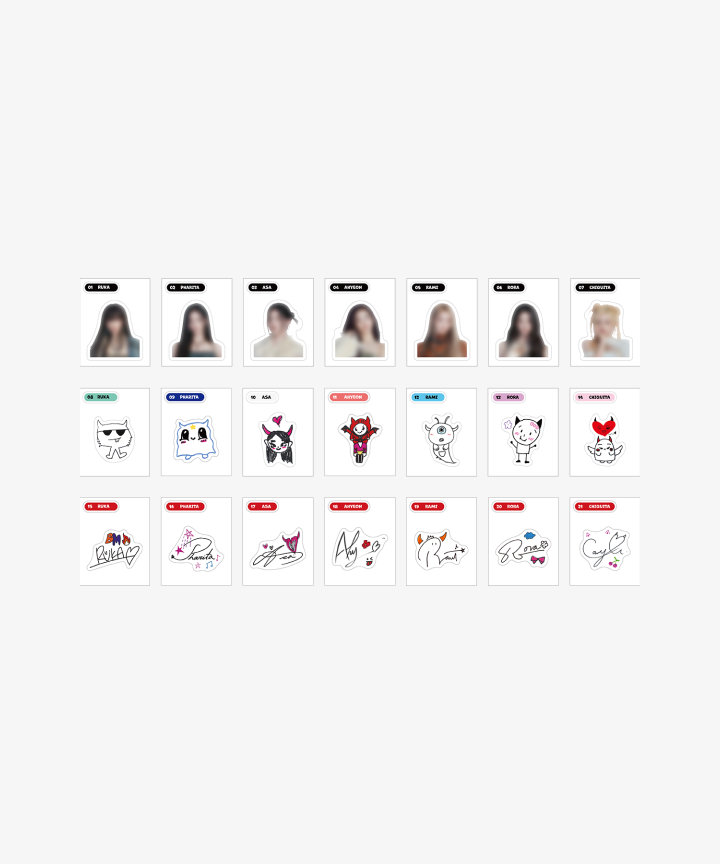 01 RUKA
02 PHARITA
03 ASA
04 AHYEON
05 RAMI
06 RORA
07 CHIQUITA
08 RUKA
09 PHARITA
10 ASA
11 AHYEON
12 RAMI
13 RORA
14 CHIQUITA
15 RUKA
16 PHARITA
17 ASA
18 AHYEON
19 RAMI
20 RORA
21 CHIQUITA
RUKA
Pharita
Asa
Ahy
Rami
Rora